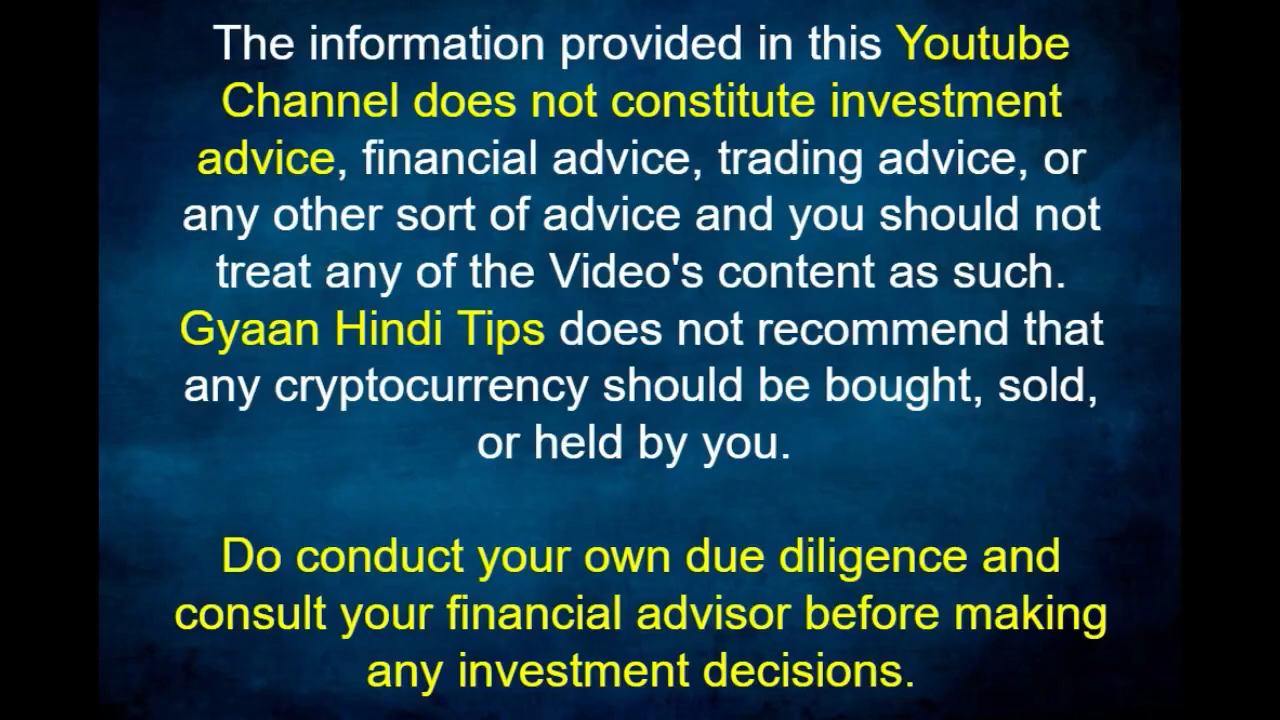 The information provided in this Youtube
Channel does not constitute investment
advice, financial advice, trading advice, or
any other sort of advice and you should not
treat any of the Video's content as such.
Gyaan Hindi Tips does not recommend that
any cryptocurrency should be bought, sold,
or held by you.
Do conduct your own due diligence and
consult your financial advisor before making
any investment decisions.